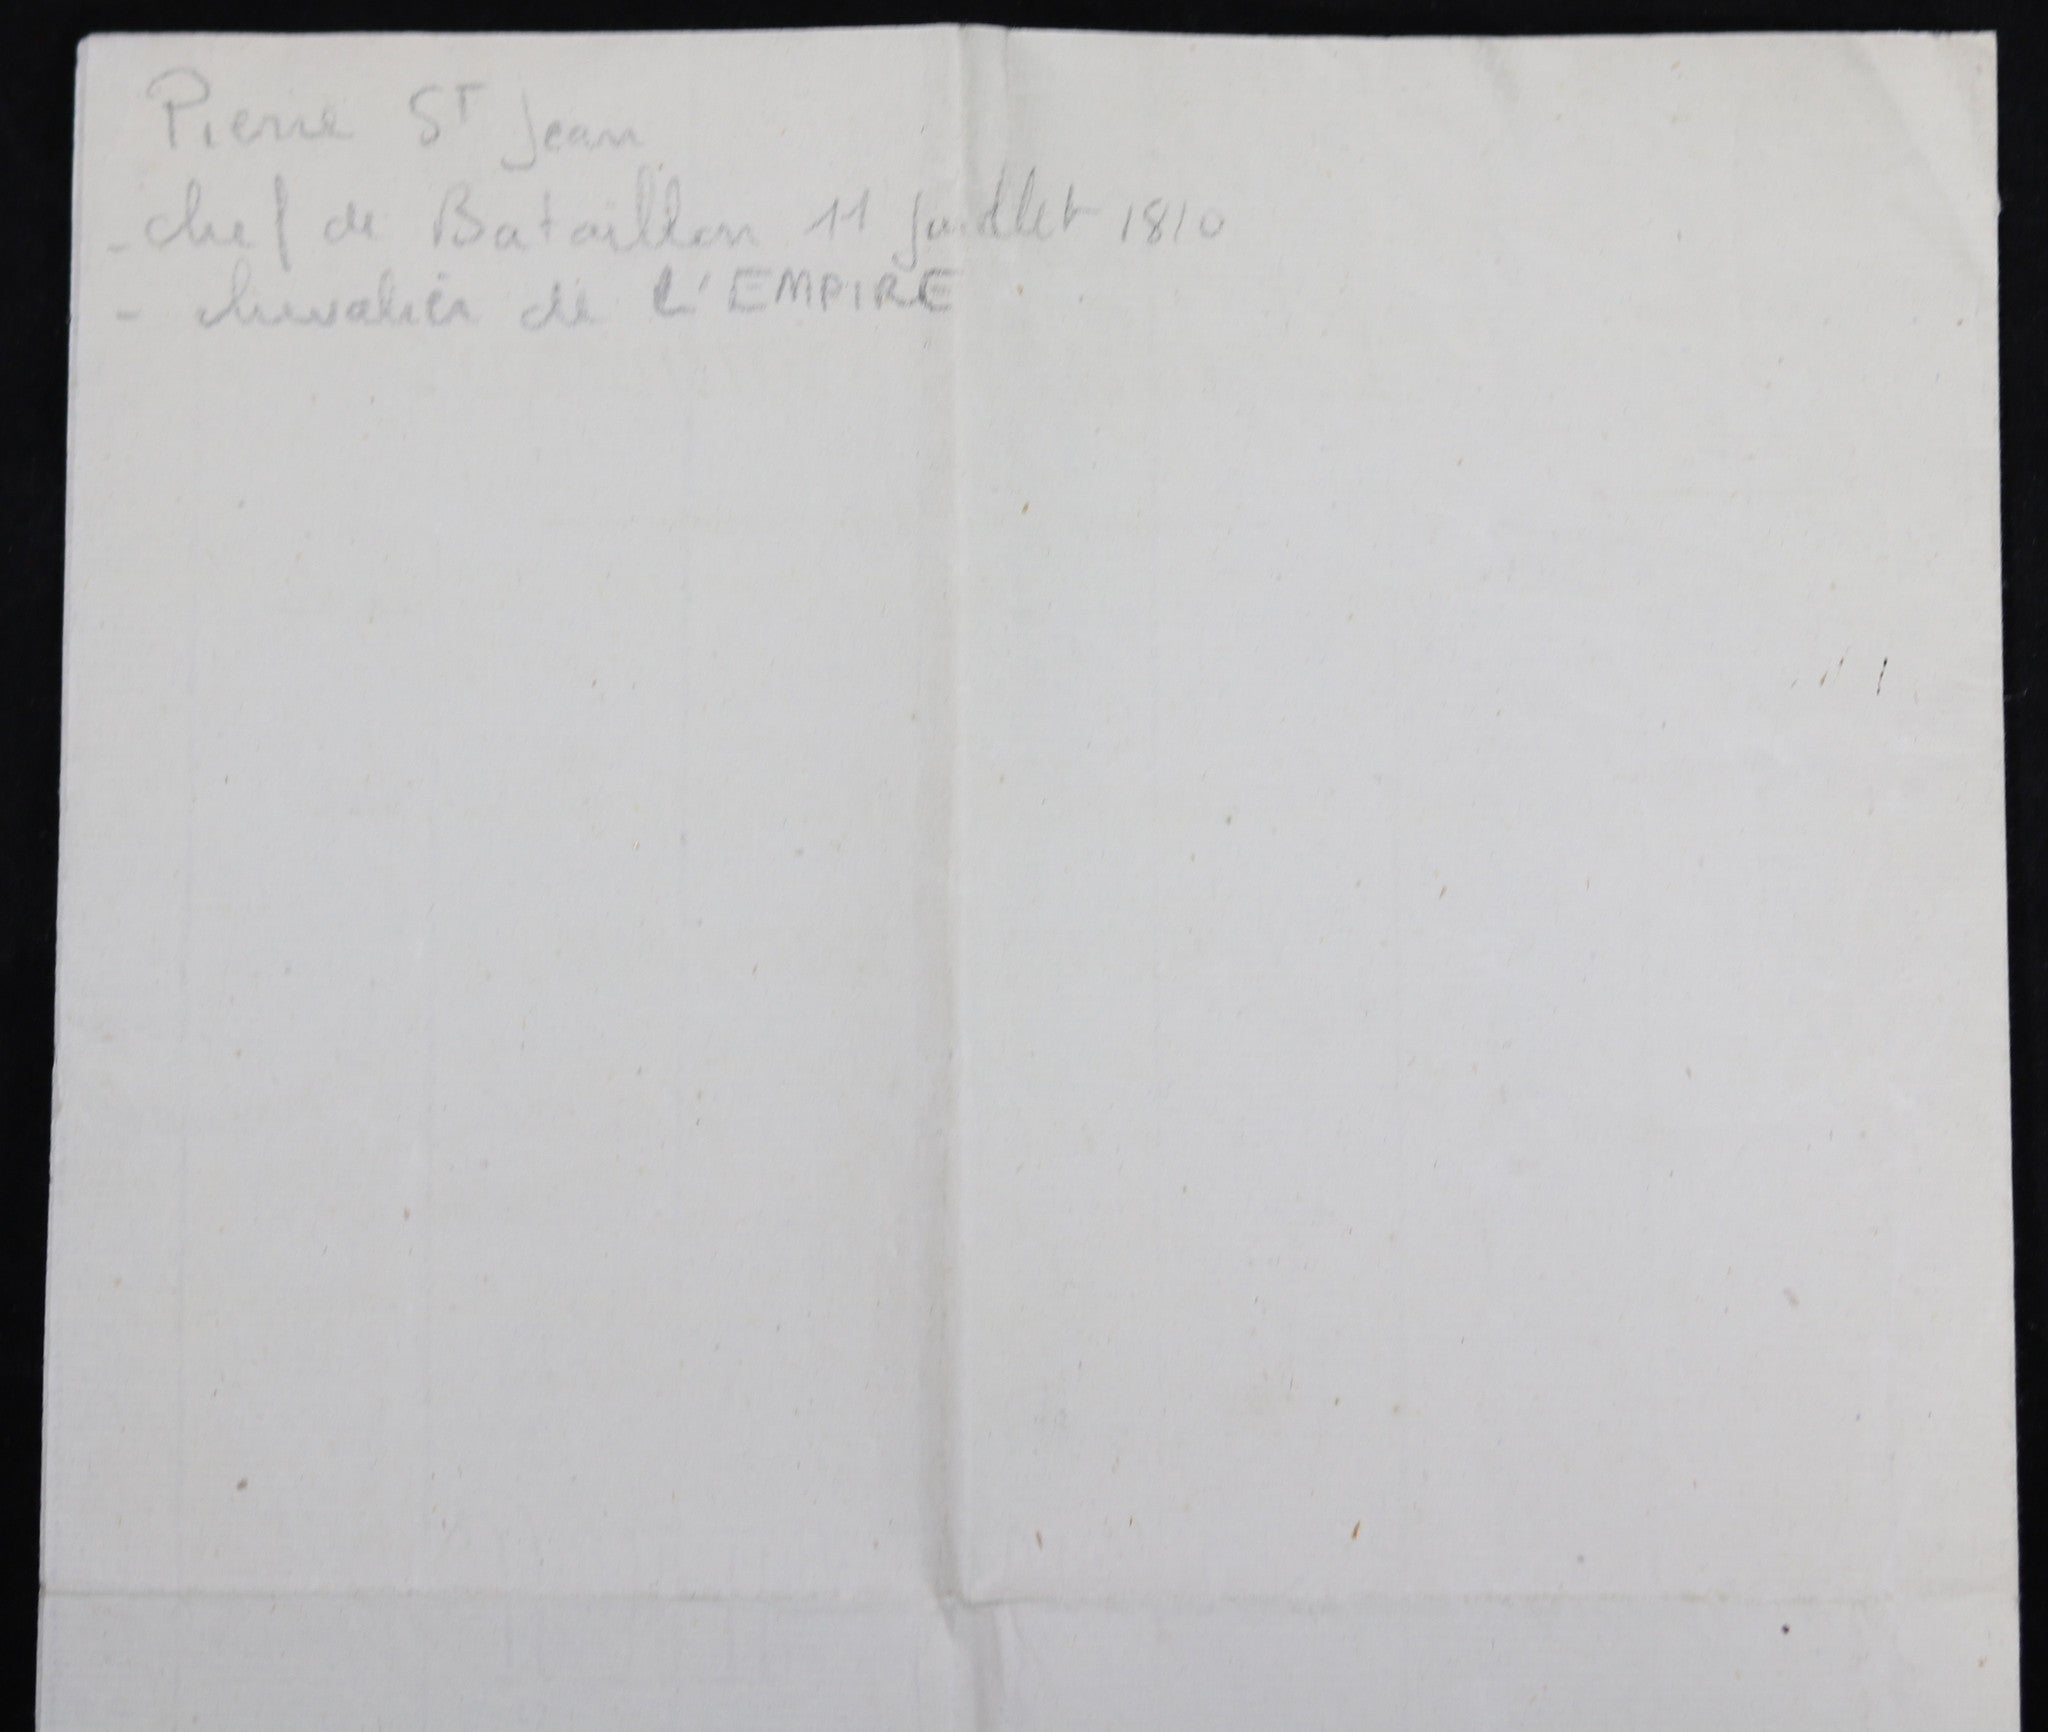 Pierre ST Jean
- chef de Bataillon 11 juillet 1810
- chevalier de L'EMPIRE